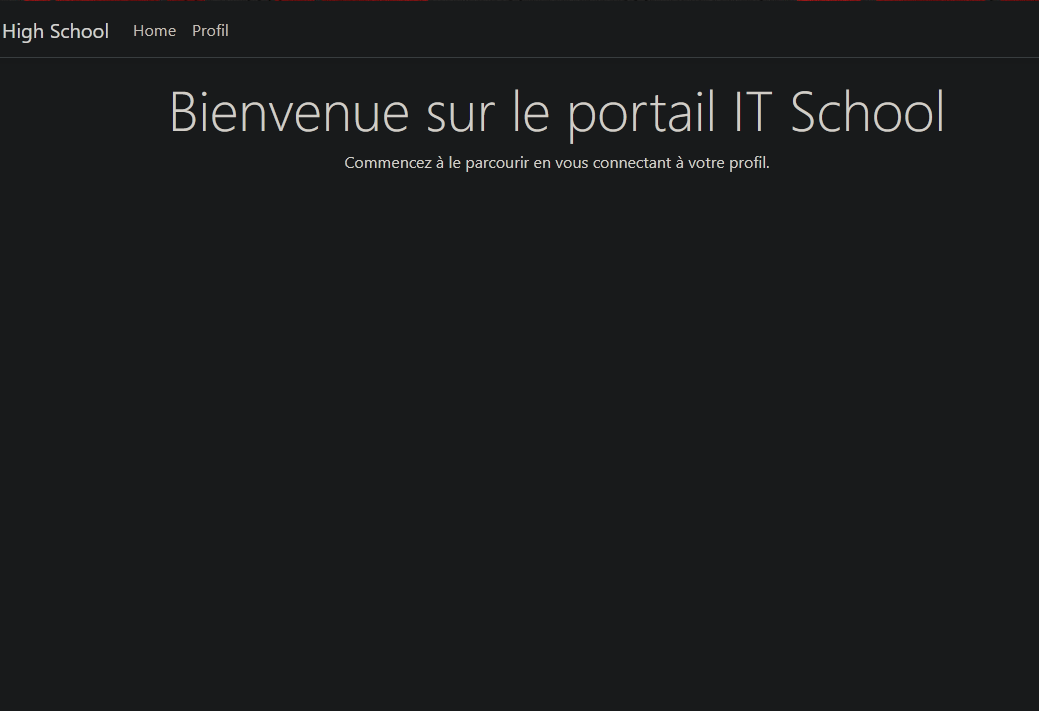 High School Home Profil
Bienvenue sur le portail IT School
Commencez à le parcourir en vous connectant à votre profil.